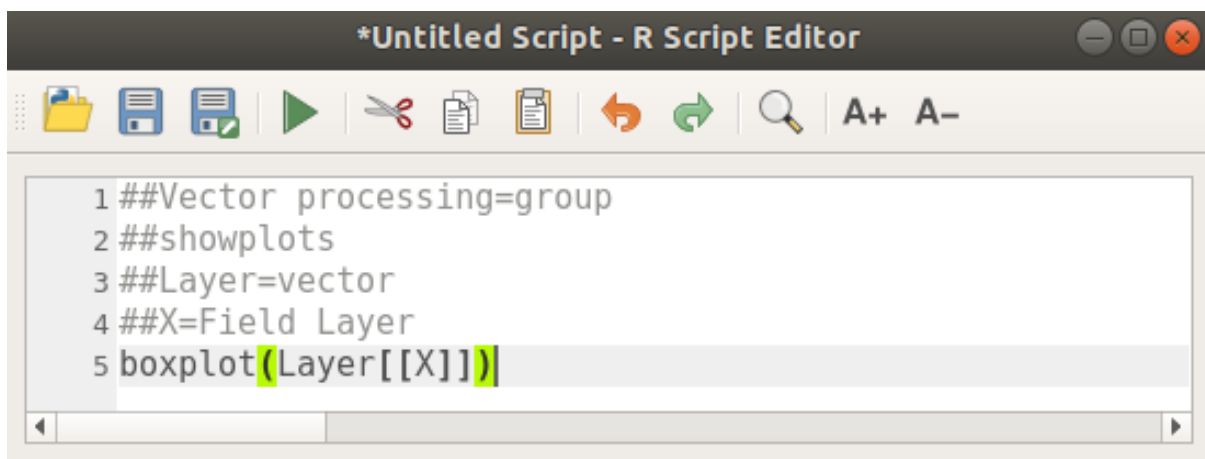 *Untitled Script - R Script Editor
A+ A-
1 ##Vector processing=group
2 ##showplots
3 ##Layer=vector
4 ##X=Field Layer
5 boxplot(Layer[[X]])